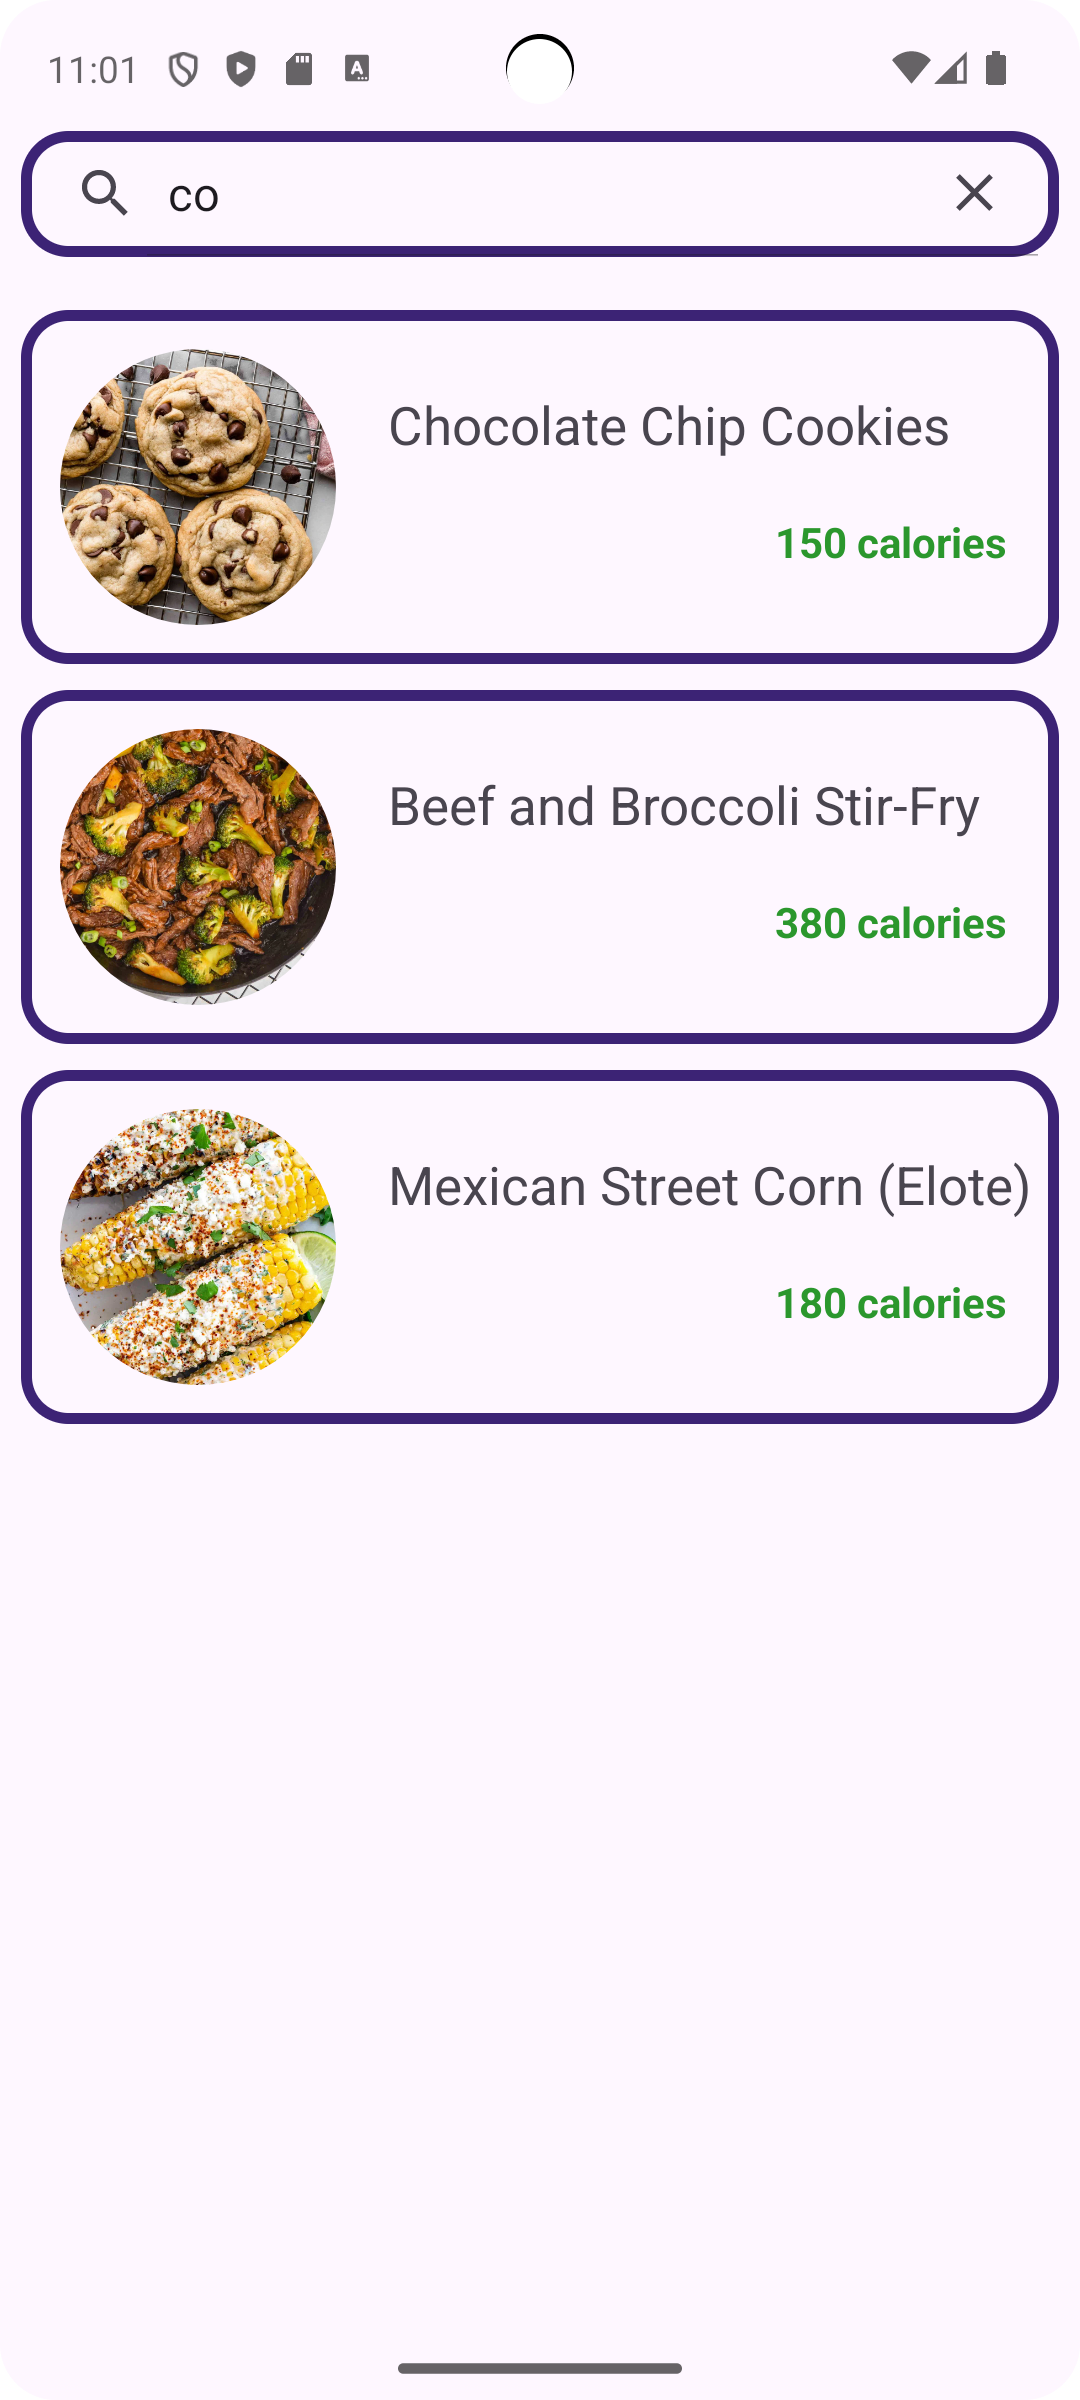 11:01
co
Chocolate Chip Cookies
150 calories
Beef and Broccoli Stir-Fry
380 calories
Mexican Street Corn (Elote)
180 calories